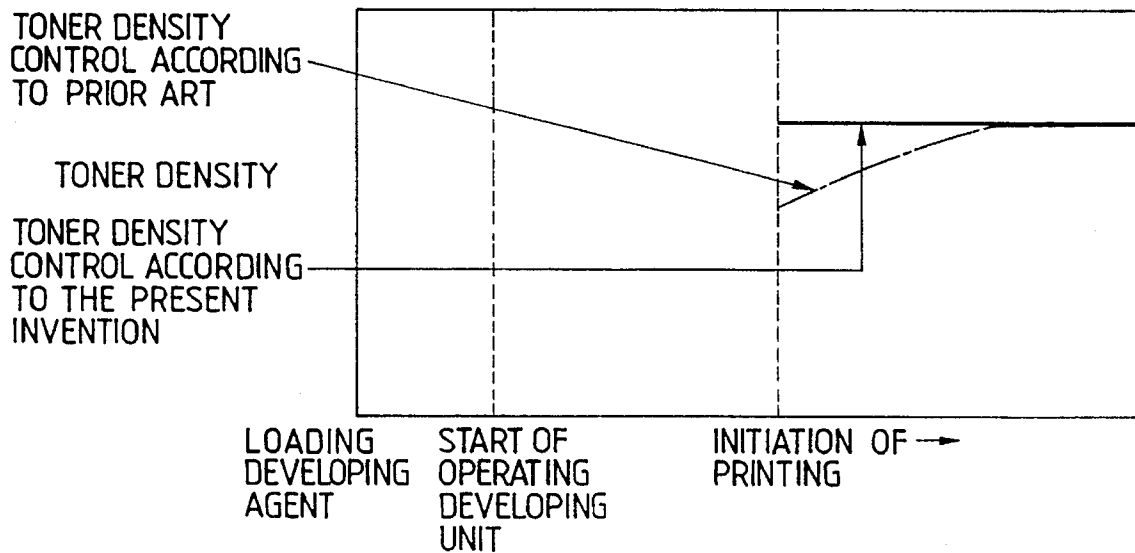 TONER DENSITY
CONTROL ACCORDING
TO PRIOR ART
TONER DENSITY
TONER DENSITY
CONTROL ACCORDING
TO THE PRESENT
INVENTION
LOADING
DEVELOPING
AGENT
START OF
OPERATING
DEVELOPING
UNIT
INITIATION OF →
PRINTING